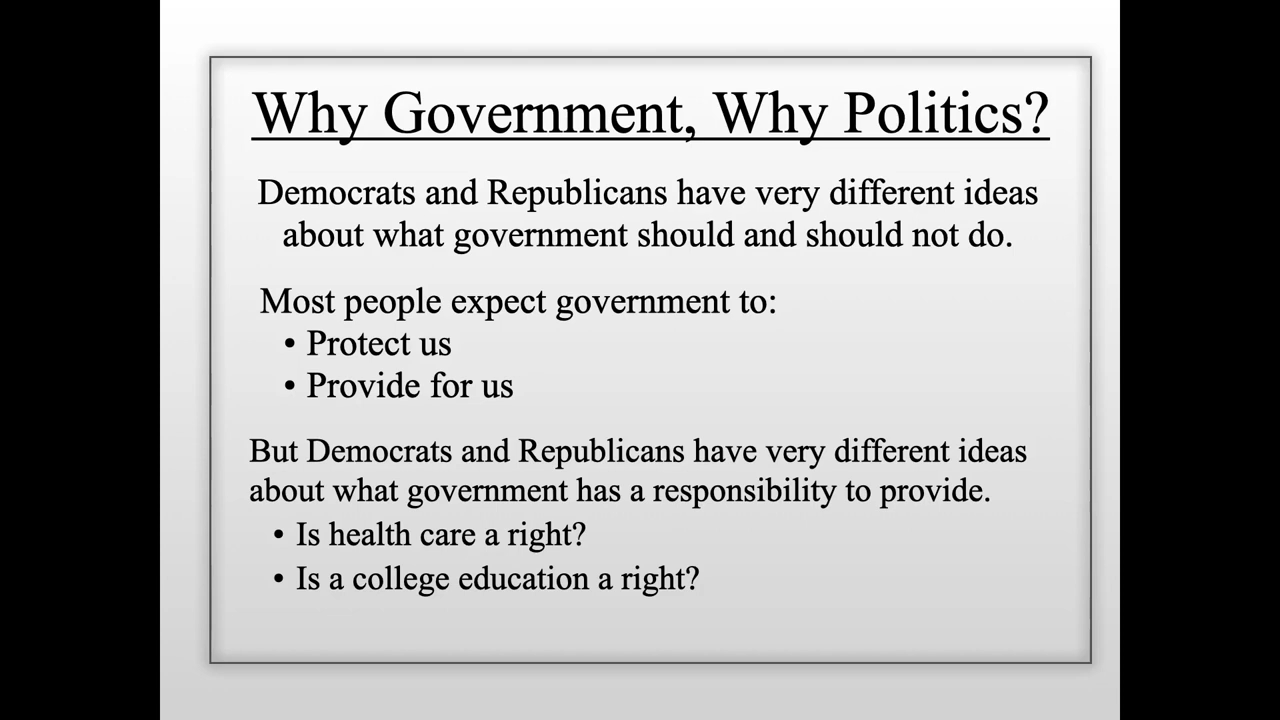 Why Government, Why Politics?
Democrats and Republicans have very different ideas
about what government should and should not do.
Most people expect government to:
• Protect us
• Provide for us
But Democrats and Republicans have very different ideas
about what government has a responsibility to provide.
• Is health care a right?
• Is a college education a right?